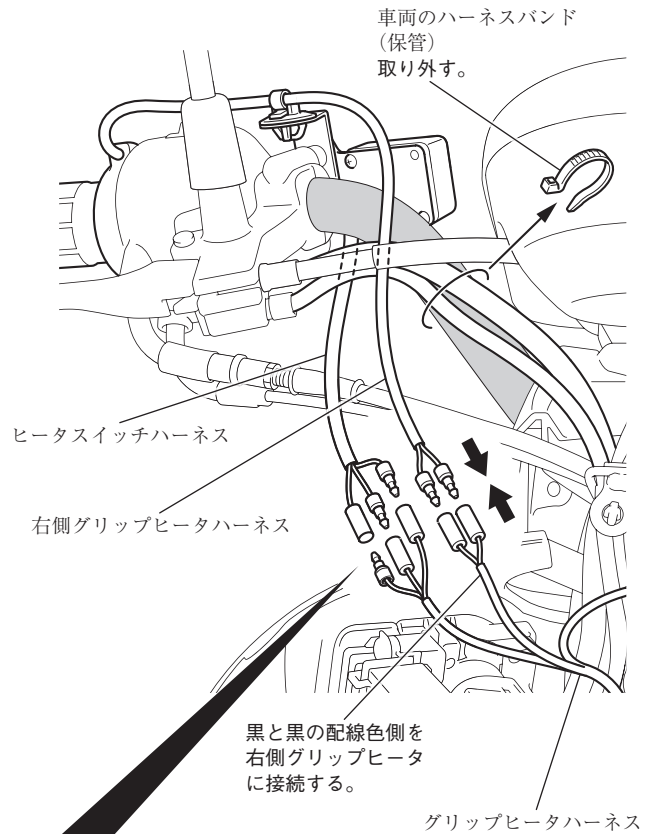 車両のハーネスバンド
（保管）
取り外す。
ヒータスイッチハーネス
右側グリップヒータハーネス
黒と黒の配線色側を
右側グリップヒータ
に接続する。
グリップヒータハーネス